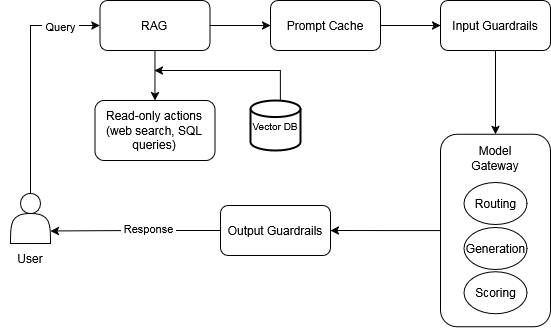 Query
RAG
Prompt Cache
Input Guardrails
Read-only actions
(web search, SQL
queries)
Vector DB
Model
Gateway
Routing
Generation
Scoring
Output Guardrails
Response
User